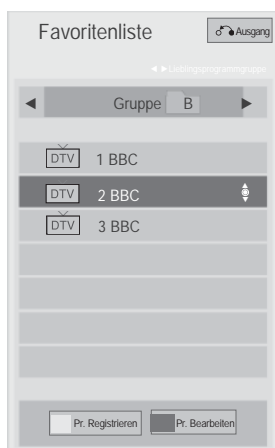 Favoritenliste
Ausgang
◄ ►Lieblingsprogrammgruppe
◄ Gruppe B ►
DTV 1 BBC
DTV 2 BBC
DTV 3 BBC
Pr. Registrieren
Pr. Bearbeiten